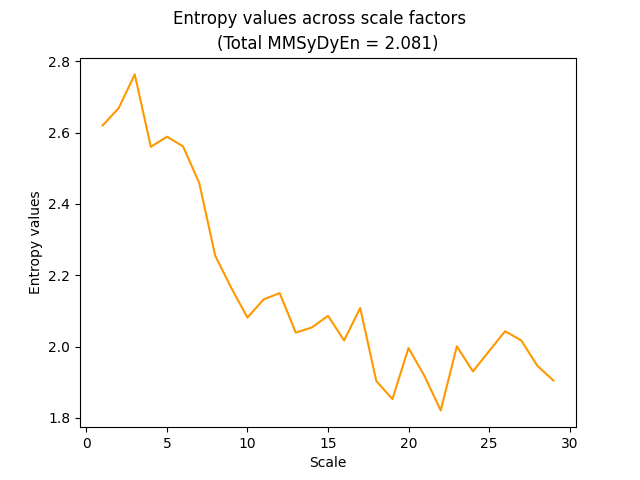 Entropy values across scale factors
(Total MMSyDyEn = 2.081)
Entropy values
2.8
2.6
2.4
2.2
2.0
1.8
0 5 10 15 20 25 30
Scale